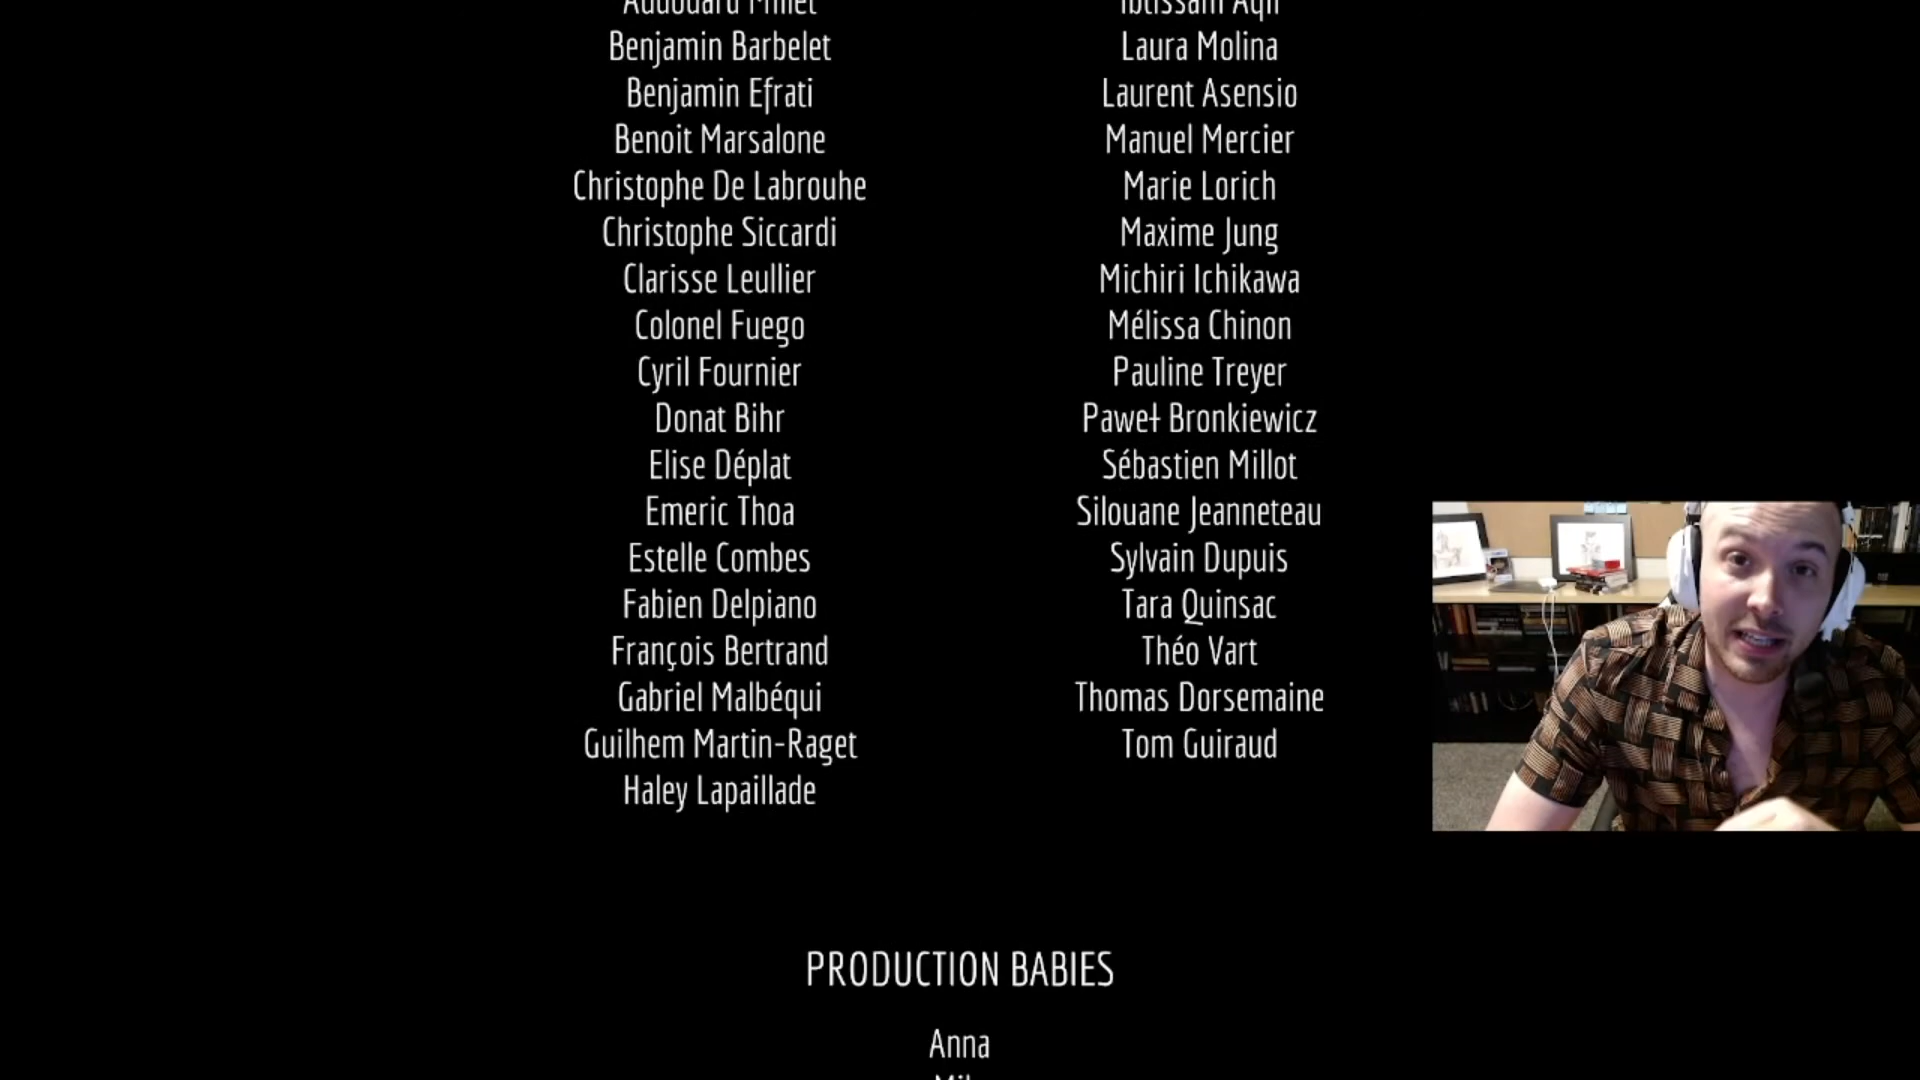 Benjamin Barbelet
Benjamin Efrati
Benoit Marsalone
Christophe De Labrouhe
Christophe Siccardi
Clarisse Leullier
Colonel Fuego
Cyril Fournier
Donat Bihr
Elise Déplat
Emeric Thoa
Estelle Combes
Fabien Delpiano
François Bertrand
Gabriel Malbéqui
Guilhem Martin-Raget
Haley Lapaillade
Laura Molina
Laurent Asensio
Manuel Mercier
Marie Lorich
Maxime Jung
Michiri Ichikawa
Mélissa Chinon
Pauline Treyer
Paweł Bronkiewicz
Sébastien Millot
Silouane Jeanneteau
Sylvain Dupuis
Tara Quinsac
Théo Vart
Thomas Dorsemaine
Tom Guiraud
PRODUCTION BABIES
Anna